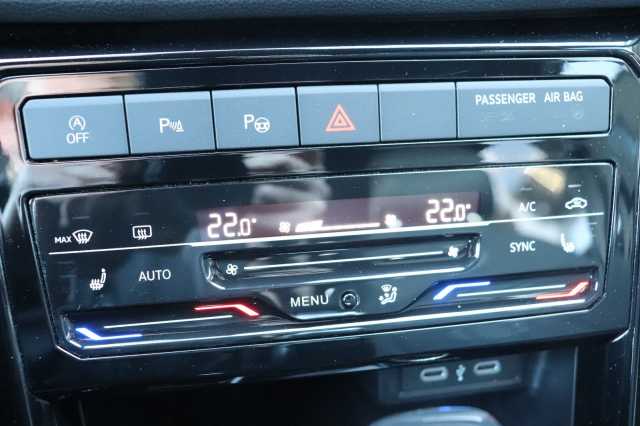 A OFF
P
P
PASSENGER AIR BAG
22.0° 22.0°
MAX
A/C
AUTO
SYNC
MENU